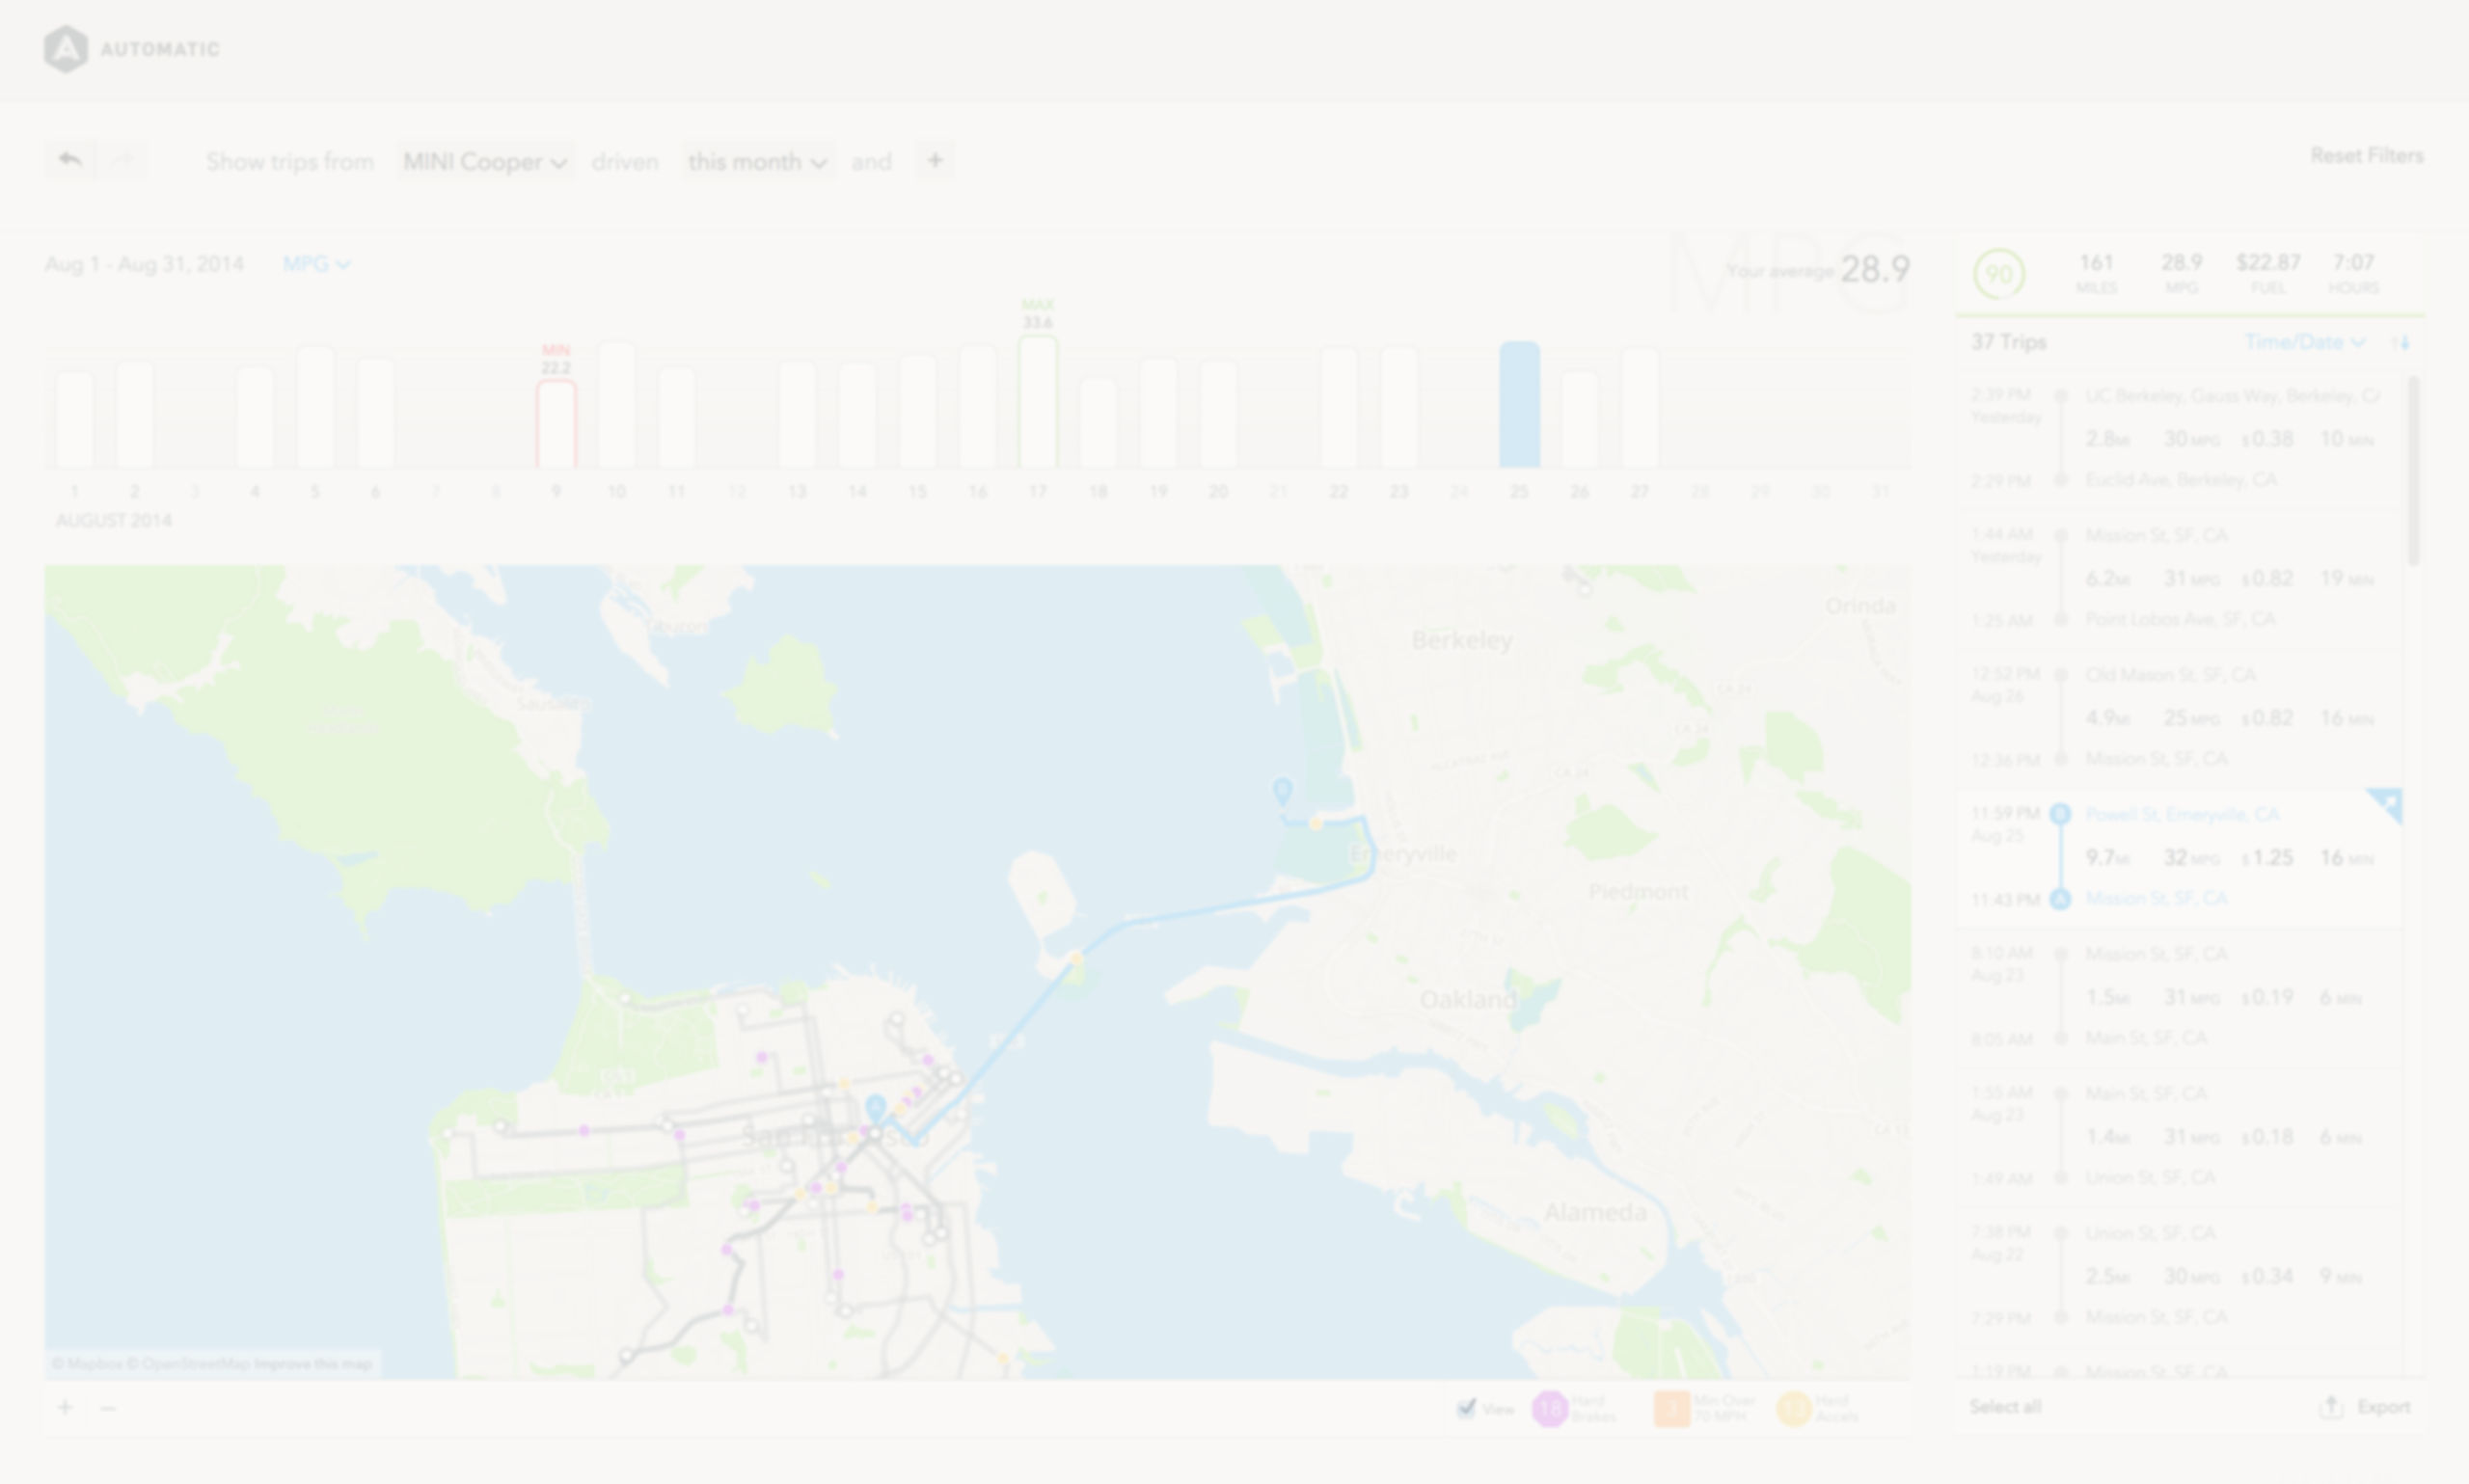 AUTOMATIC
Show trips from MINI Cooper driven this month and +
Reset Filters
Aug 1 - Aug 31, 2014 MPG
MPG
Your average 28.9
MAX
33.6
MIN
22.2
1 2 3 4 5 6 7 8 9 10 11 12 13 14 15 16 17 18 19 20 21 22 23 24 25 26 27 28 29 30 31
AUGUST 2014
Orinda
Berkeley
Tiburon
Sausalito
CA 24
CA 24
CA 24
Emeryville
Piedmont
Oakland
San Francisco
Alameda
© Mapbox © OpenStreetMap Improve this map
+ −
View
18 Hard
Brakes
3 Min Over
70 MPH
Hard
Accels
90
161 28.9 $22.87 7:07
MILES MPG FUEL HOURS
37 Trips Time/Date
2:39 PM UC Berkeley, Gauss Way, Berkeley, CA
Yesterday
2.8 MI 30 MPG $ 0.38 10 MIN
2:29 PM Euclid Ave, Berkeley, CA
1:44 AM Mission St, SF, CA
Yesterday
6.2 MI 31 MPG $ 0.82 19 MIN
1:25 AM Point Lobos Ave, SF, CA
12:52 PM Old Mason St, SF, CA
Aug 26
4.9 MI 25 MPG $ 0.82 16 MIN
12:36 PM Mission St, SF, CA
11:59 PM B Powell St, Emeryville, CA
Aug 25
9.7 MI 32 MPG $ 1.25 16 MIN
11:43 PM A Mission St, SF, CA
8:10 AM Mission St, SF, CA
Aug 23
1.5 MI 31 MPG $ 0.19 6 MIN
8:05 AM Main St, SF, CA
1:55 AM Main St, SF, CA
Aug 23
1.4 MI 31 MPG $ 0.18 6 MIN
1:49 AM Union St, SF, CA
7:38 PM Union St, SF, CA
Aug 22
2.5 MI 30 MPG $ 0.34 9 MIN
7:29 PM Mission St, SF, CA
1:19 PM Mission St, SF, CA
Select all Export